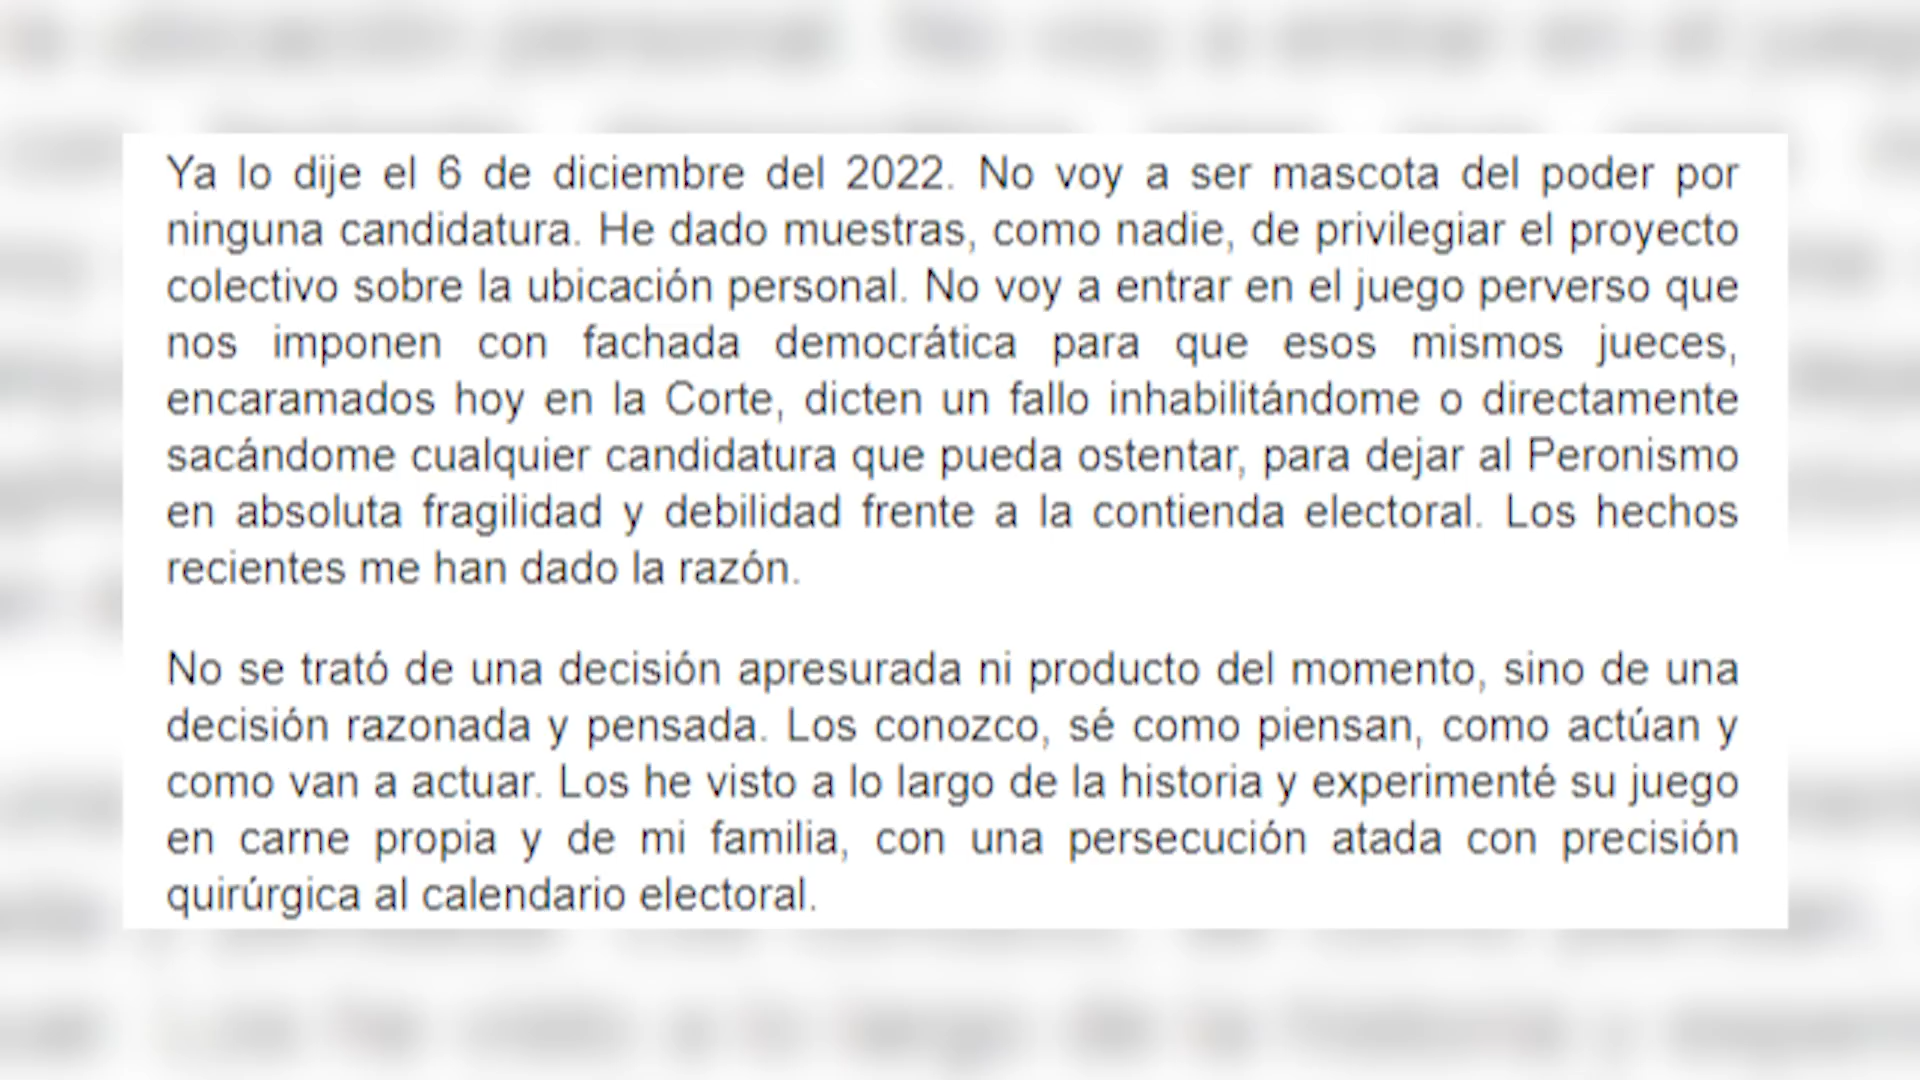 Ya lo dije el 6 de diciembre del 2022. No voy a ser mascota del poder por
ninguna candidatura. He dado muestras, como nadie, de privilegiar el proyecto
colectivo sobre la ubicación personal. No voy a entrar en el juego perverso que
nos imponen con fachada democrática para que esos mismos jueces,
encaramados hoy en la Corte, dicten un fallo inhabilitándome o directamente
sacándome cualquier candidatura que pueda ostentar, para dejar al Peronismo
en absoluta fragilidad y debilidad frente a la contienda electoral. Los hechos
recientes me han dado la razón.
No se trató de una decisión apresurada ni producto del momento, sino de una
decisión razonada y pensada. Los conozco, sé como piensan, como actúan y
como van a actuar. Los he visto a lo largo de la historia y experimenté su juego
en carne propia y de mi familia, con una persecución atada con precisión
quirúrgica al calendario electoral.